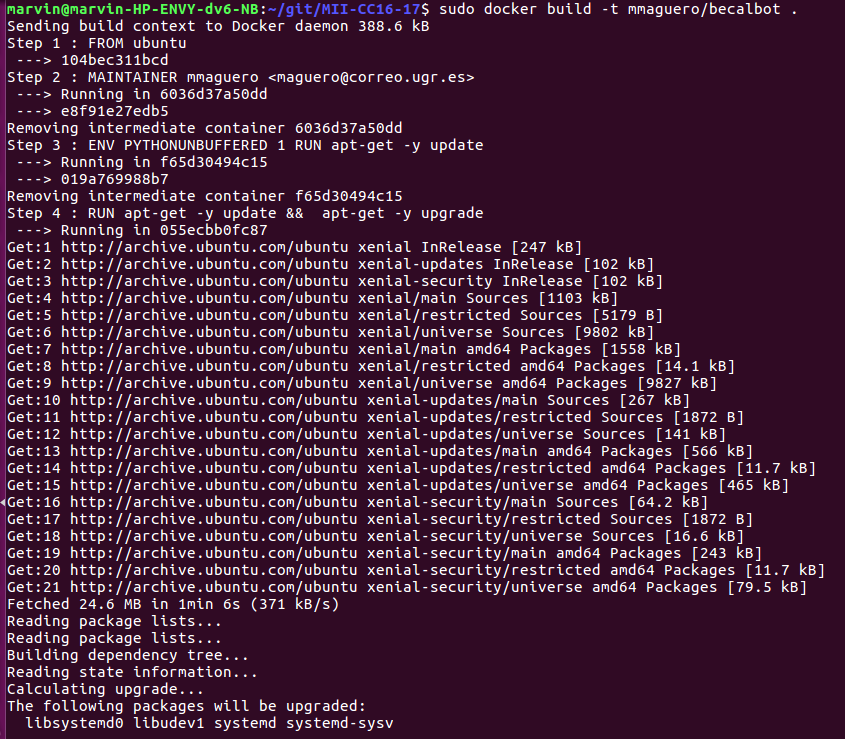 marvin@marvin-HP-ENVY-dv6-NB:~/git/MII-CC16-17$ sudo docker build -t mmaguero/becalbot .
Sending build context to Docker daemon 388.6 kB
Step 1 : FROM ubuntu
 ---> 104bec311bcd
Step 2 : MAINTAINER mmaguero <maguero@correo.ugr.es>
 ---> Running in 6036d37a50dd
 ---> e8f91e27edb5
Removing intermediate container 6036d37a50dd
Step 3 : ENV PYTHONUNBUFFERED 1 RUN apt-get -y update
 ---> Running in f65d30494c15
 ---> 019a769988b7
Removing intermediate container f65d30494c15
Step 4 : RUN apt-get -y update &&  apt-get -y upgrade
 ---> Running in 055ecbb0fc87
Get:1 http://archive.ubuntu.com/ubuntu xenial InRelease [247 kB]
Get:2 http://archive.ubuntu.com/ubuntu xenial-updates InRelease [102 kB]
Get:3 http://archive.ubuntu.com/ubuntu xenial-security InRelease [102 kB]
Get:4 http://archive.ubuntu.com/ubuntu xenial/main Sources [1103 kB]
Get:5 http://archive.ubuntu.com/ubuntu xenial/restricted Sources [5179 B]
Get:6 http://archive.ubuntu.com/ubuntu xenial/universe Sources [9802 kB]
Get:7 http://archive.ubuntu.com/ubuntu xenial/main amd64 Packages [1558 kB]
Get:8 http://archive.ubuntu.com/ubuntu xenial/restricted amd64 Packages [14.1 kB]
Get:9 http://archive.ubuntu.com/ubuntu xenial/universe amd64 Packages [9827 kB]
Get:10 http://archive.ubuntu.com/ubuntu xenial-updates/main Sources [267 kB]
Get:11 http://archive.ubuntu.com/ubuntu xenial-updates/restricted Sources [1872 B]
Get:12 http://archive.ubuntu.com/ubuntu xenial-updates/universe Sources [141 kB]
Get:13 http://archive.ubuntu.com/ubuntu xenial-updates/main amd64 Packages [566 kB]
Get:14 http://archive.ubuntu.com/ubuntu xenial-updates/restricted amd64 Packages [11.7 kB]
Get:15 http://archive.ubuntu.com/ubuntu xenial-updates/universe amd64 Packages [465 kB]
Get:16 http://archive.ubuntu.com/ubuntu xenial-security/main Sources [64.2 kB]
Get:17 http://archive.ubuntu.com/ubuntu xenial-security/restricted Sources [1872 B]
Get:18 http://archive.ubuntu.com/ubuntu xenial-security/universe Sources [16.6 kB]
Get:19 http://archive.ubuntu.com/ubuntu xenial-security/main amd64 Packages [243 kB]
Get:20 http://archive.ubuntu.com/ubuntu xenial-security/restricted amd64 Packages [11.7 kB]
Get:21 http://archive.ubuntu.com/ubuntu xenial-security/universe amd64 Packages [79.5 kB]
Fetched 24.6 MB in 1min 6s (371 kB/s)
Reading package lists...
Reading package lists...
Building dependency tree...
Reading state information...
Calculating upgrade...
The following packages will be upgraded:
  libsystemd0 libudev1 systemd systemd-sysv